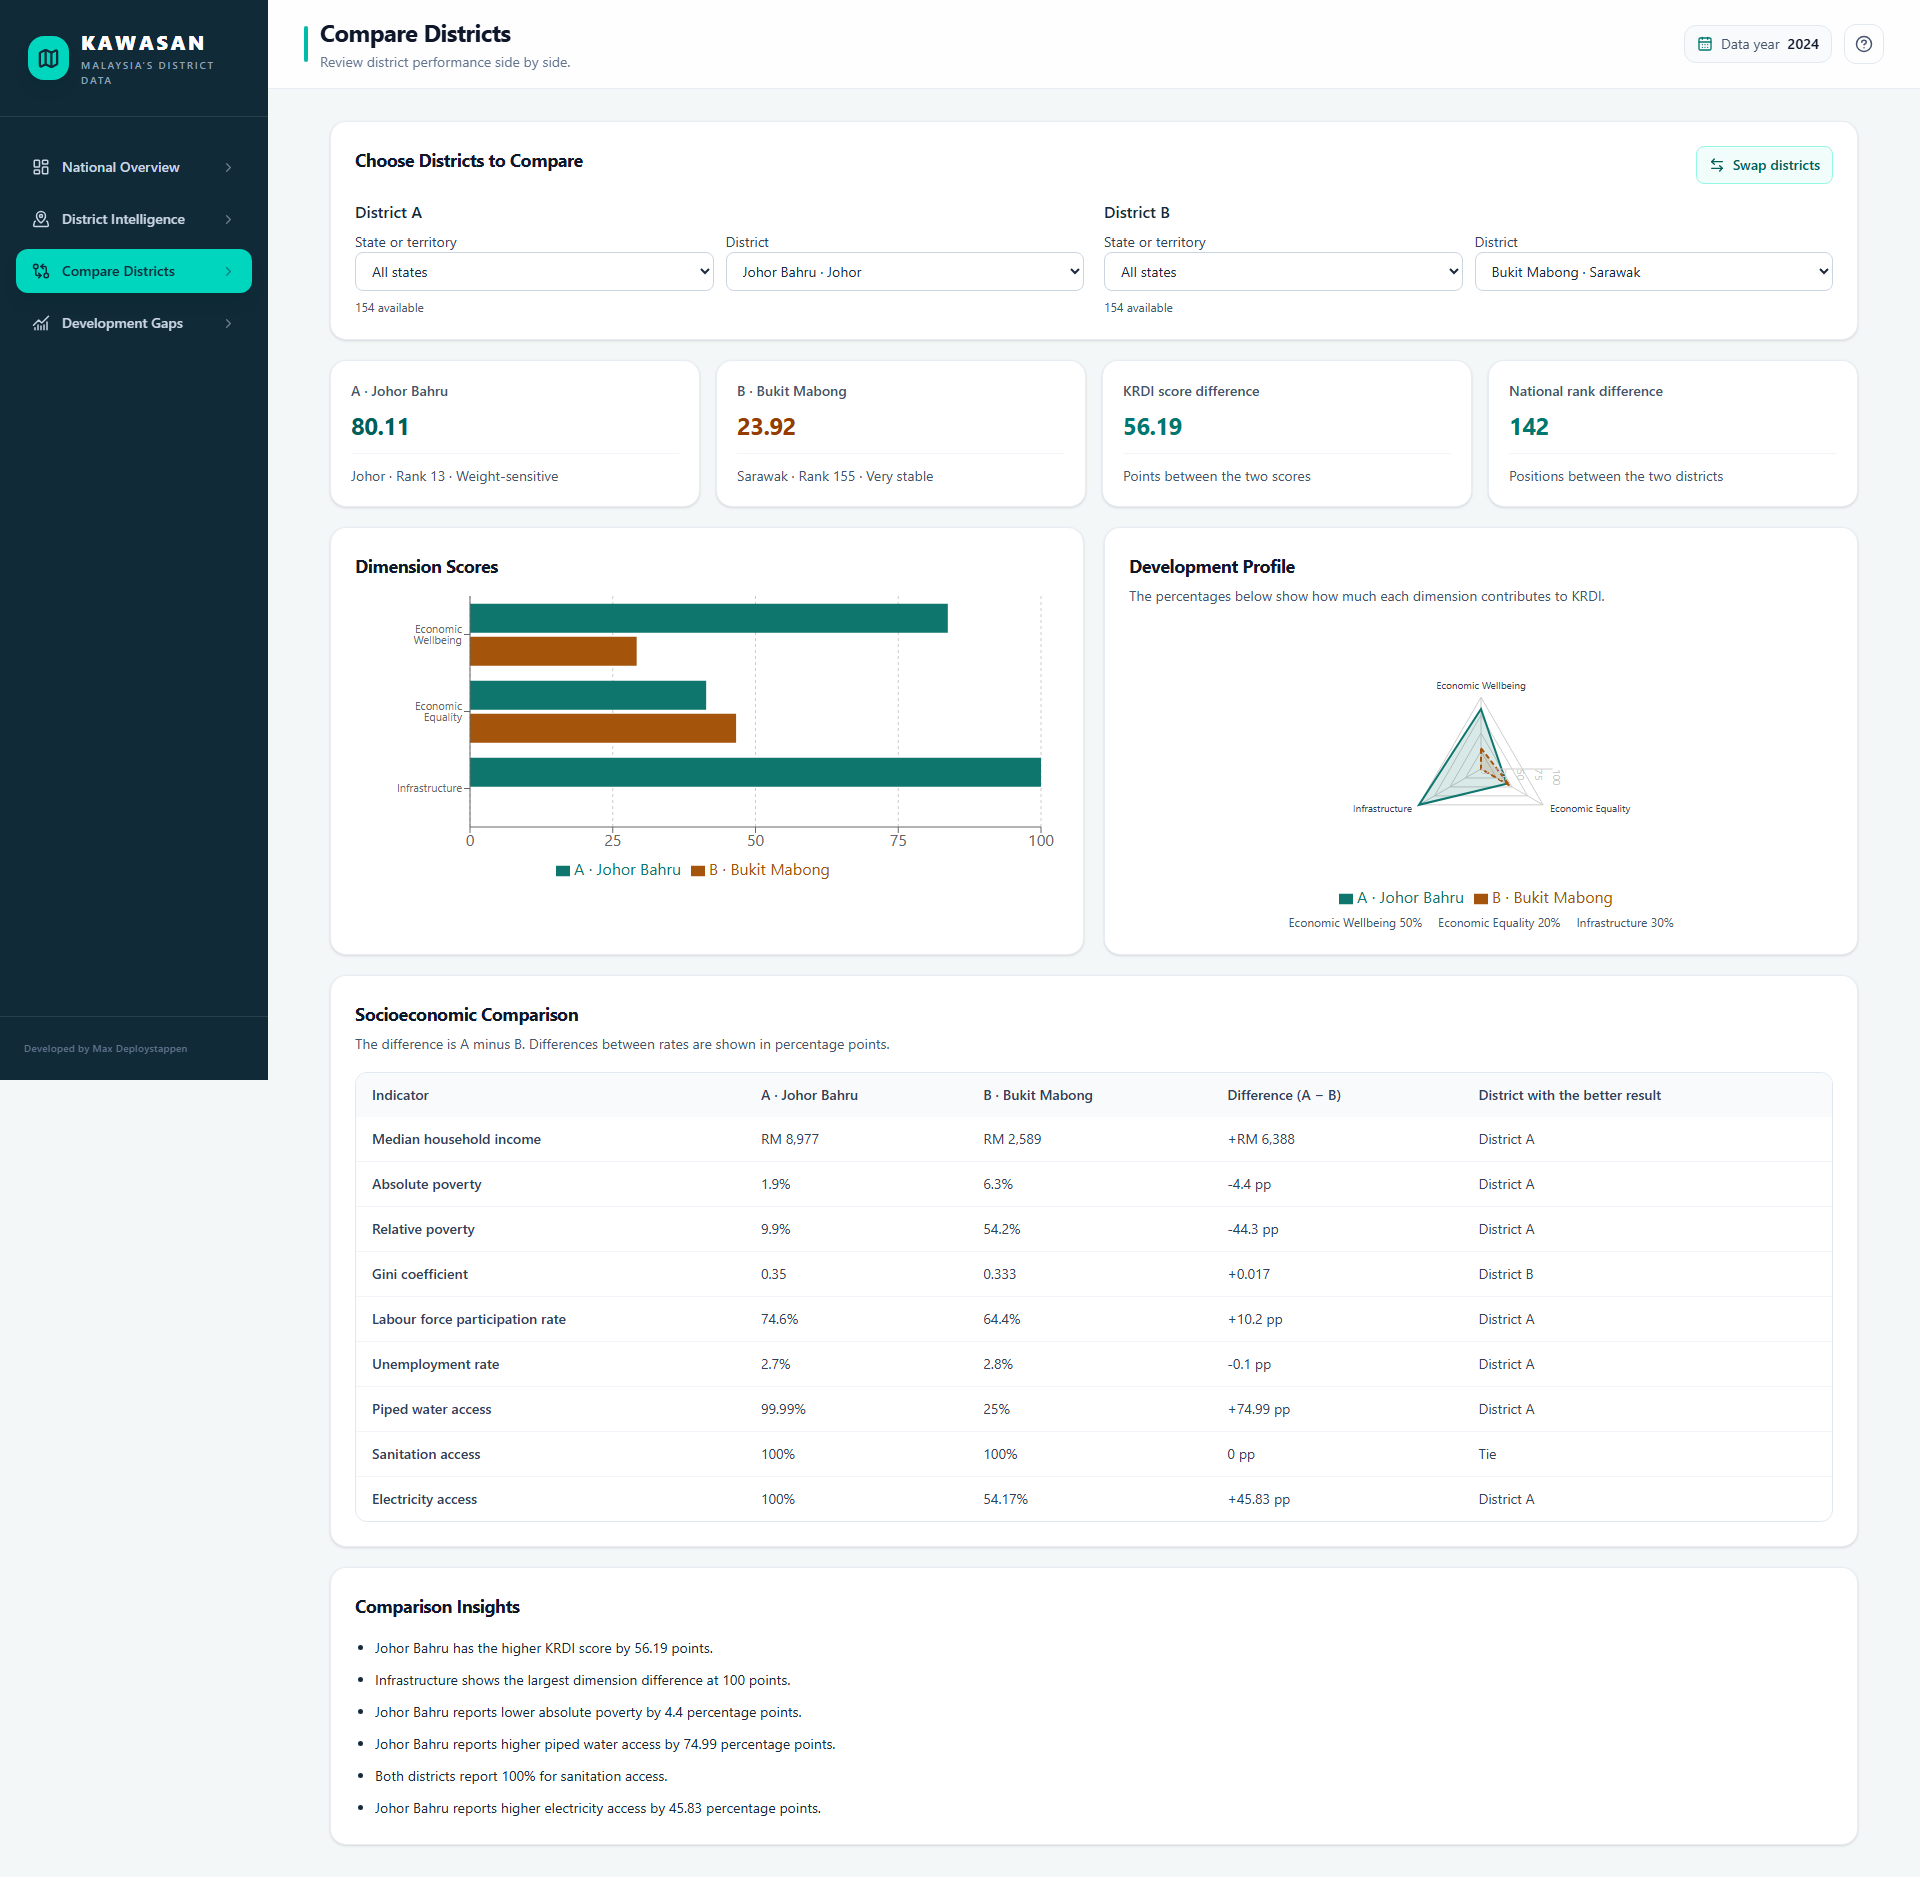 KAWASAN
MALAYSIA'S DISTRICT
DATA
National Overview
District Intelligence
Compare Districts
Development Gaps
Developed by Max Deploystappen
Compare Districts
Review district performance side by side.
Data year 2024
Choose Districts to Compare
Swap districts
District A
State or territory
All states
154 available
District
Johor Bahru · Johor
District B
State or territory
All states
154 available
District
Bukit Mabong · Sarawak
A · Johor Bahru
80.11
Johor · Rank 13 · Weight-sensitive
B · Bukit Mabong
23.92
Sarawak · Rank 155 · Very stable
KRDI score difference
56.19
Points between the two scores
National rank difference
142
Positions between the two districts
Dimension Scores
Economic
Wellbeing
Economic
Equality
Infrastructure
0 25 50 75 100
A · Johor Bahru B · Bukit Mabong
Development Profile
The percentages below show how much each dimension contributes to KRDI.
Economic Wellbeing
50 75 100
Infrastructure
Economic Equality
A · Johor Bahru B · Bukit Mabong
Economic Wellbeing 50% Economic Equality 20% Infrastructure 30%
Socioeconomic Comparison
The difference is A minus B. Differences between rates are shown in percentage points.
Indicator A · Johor Bahru B · Bukit Mabong Difference (A − B) District with the better result
Median household income RM 8,977 RM 2,589 +RM 6,388 District A
Absolute poverty 1.9% 6.3% -4.4 pp District A
Relative poverty 9.9% 54.2% -44.3 pp District A
Gini coefficient 0.35 0.333 +0.017 District B
Labour force participation rate 74.6% 64.4% +10.2 pp District A
Unemployment rate 2.7% 2.8% -0.1 pp District A
Piped water access 99.99% 25% +74.99 pp District A
Sanitation access 100% 100% 0 pp Tie
Electricity access 100% 54.17% +45.83 pp District A
Comparison Insights
• Johor Bahru has the higher KRDI score by 56.19 points.
• Infrastructure shows the largest dimension difference at 100 points.
• Johor Bahru reports lower absolute poverty by 4.4 percentage points.
• Johor Bahru reports higher piped water access by 74.99 percentage points.
• Both districts report 100% for sanitation access.
• Johor Bahru reports higher electricity access by 45.83 percentage points.